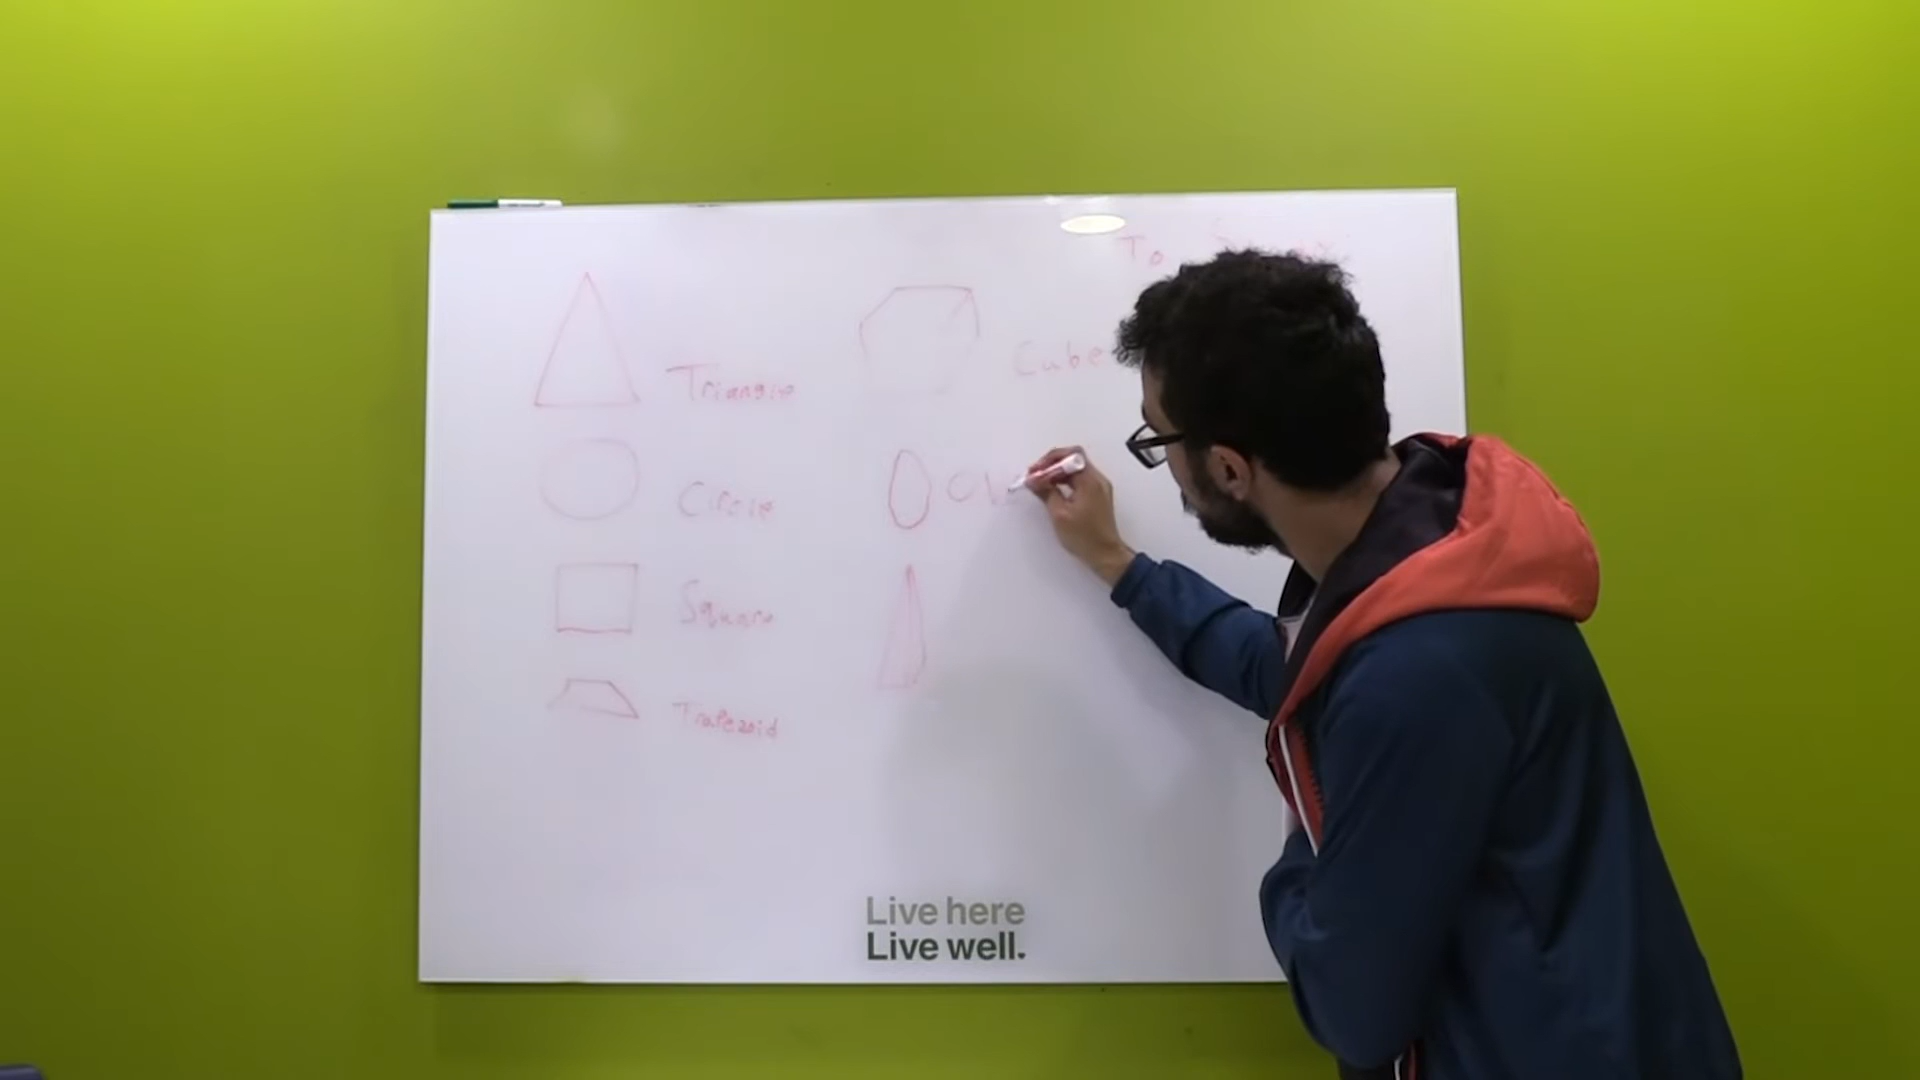 To
Triangle
Cube
Circle
Square
Trapezoid
Live here
Live well.